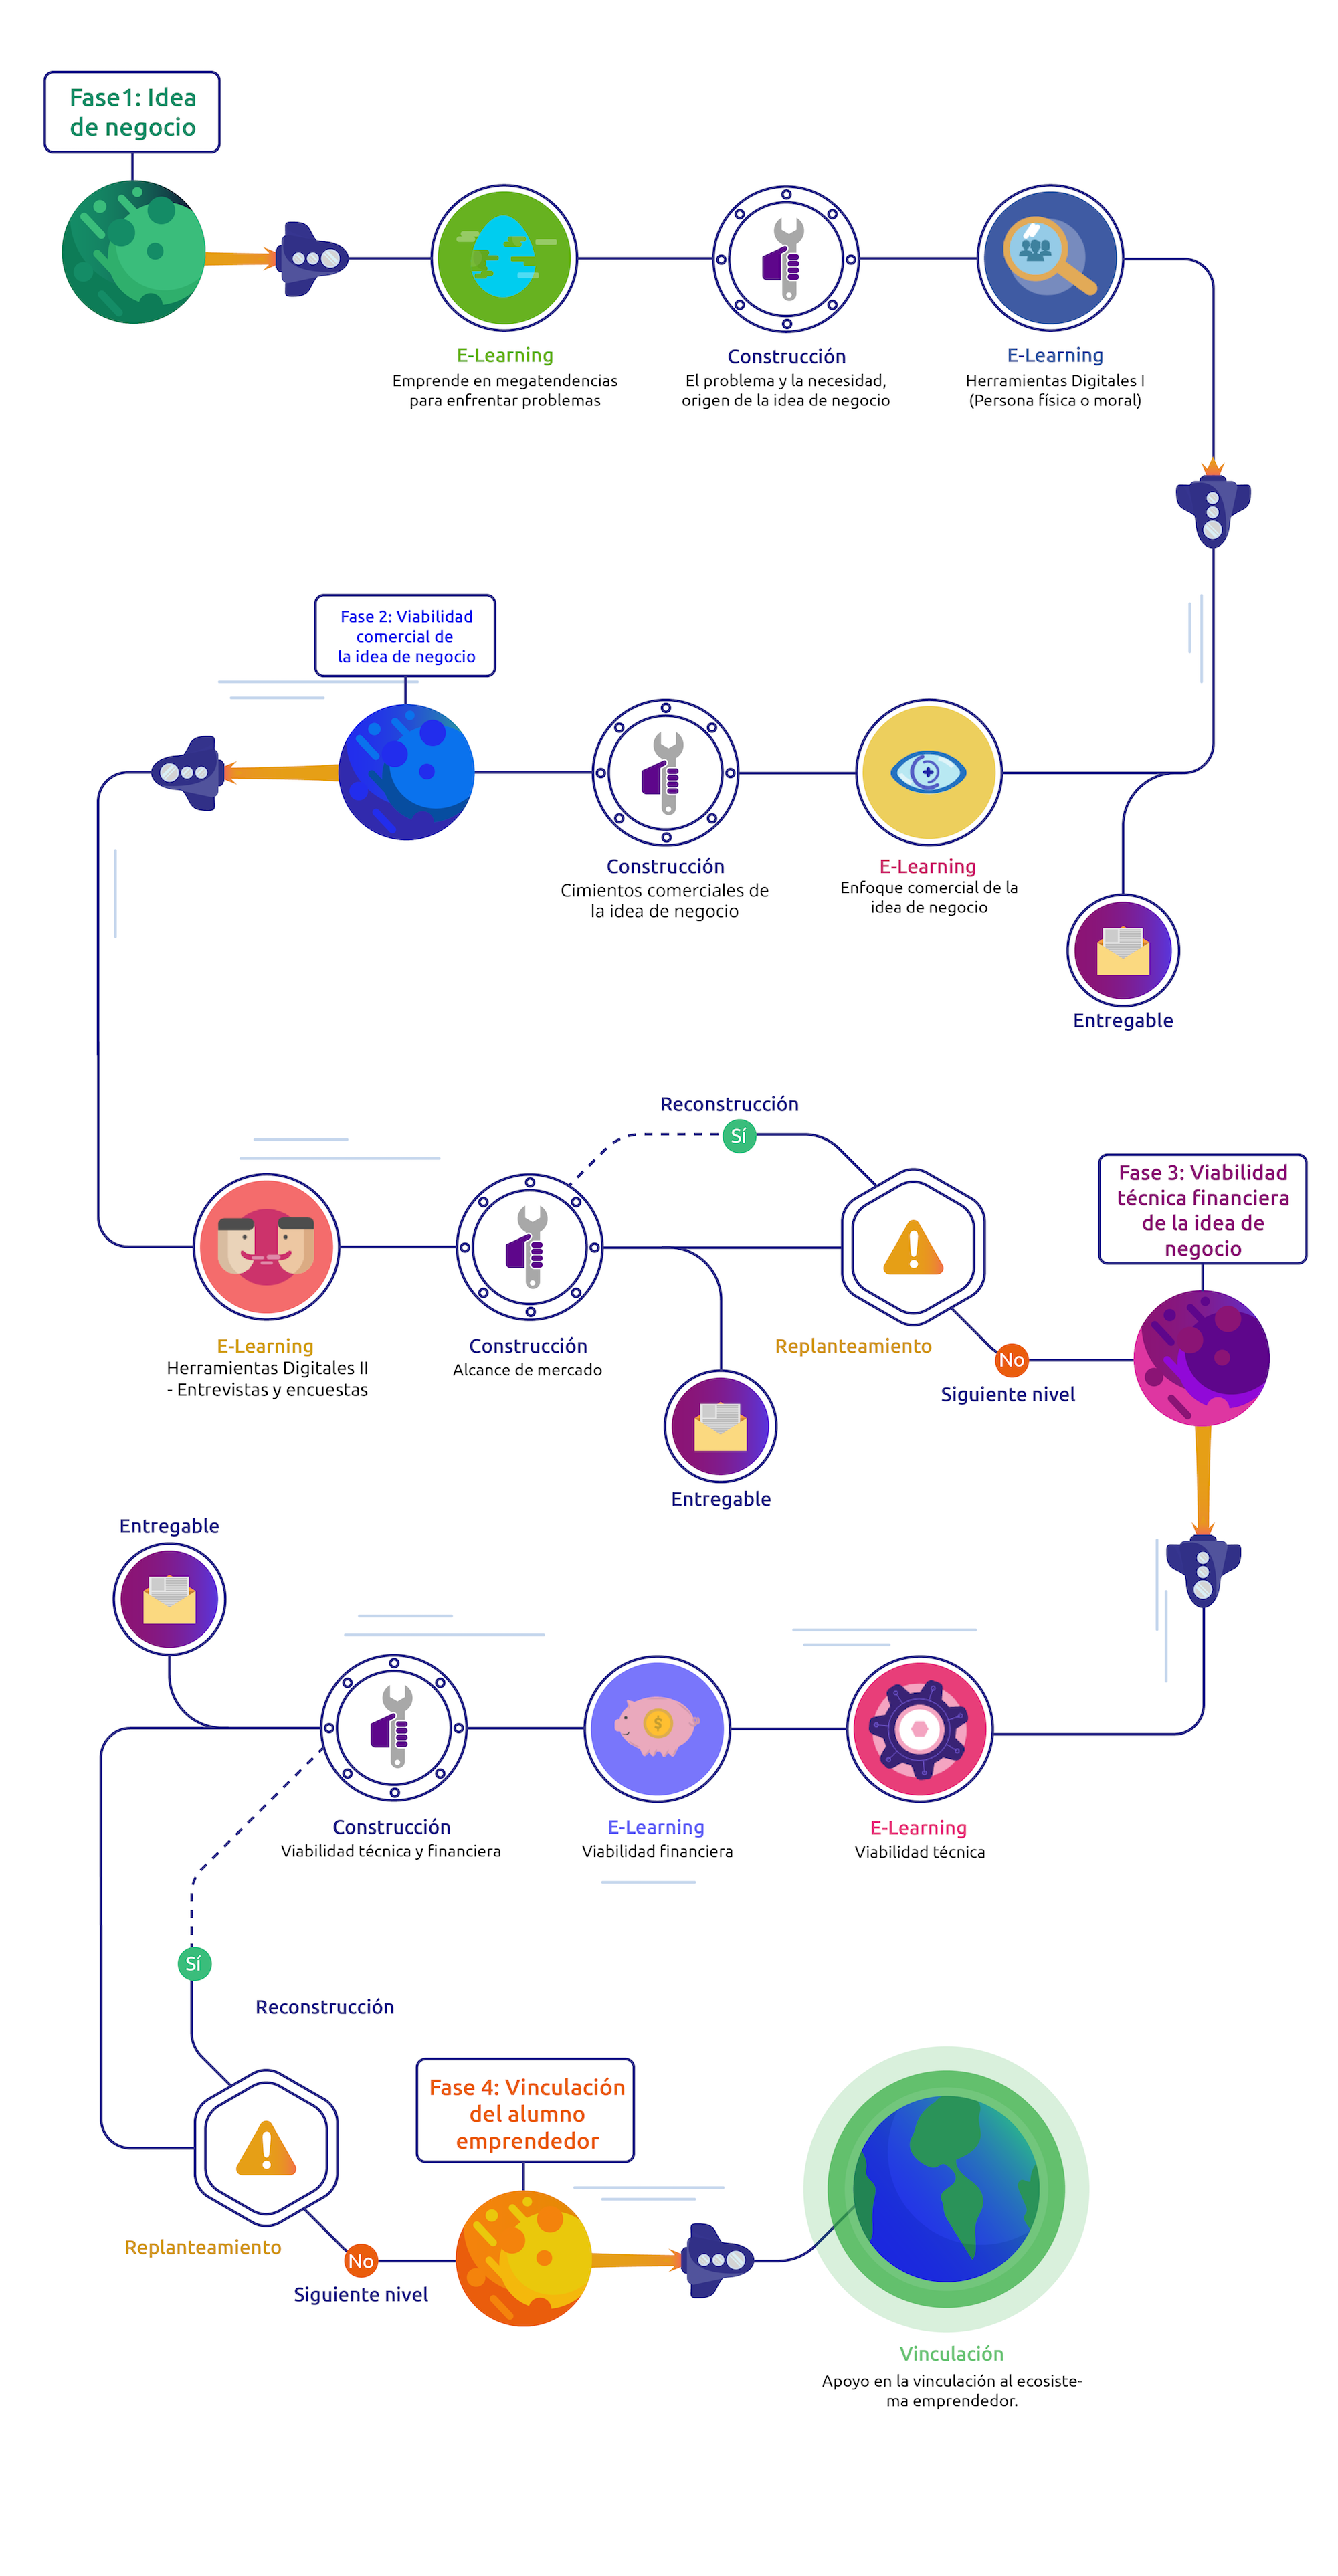 Fase1: Idea
de negocio
E-Learning
Emprende en megatendencias
para enfrentar problemas
Construcción
El problema y la necesidad,
origen de la idea de negocio
E-Learning
Herramientas Digitales I
(Persona física o moral)
Fase 2: Viabilidad
comercial de
la idea de negocio
Construcción
Cimientos comerciales de
la idea de negocio
E-Learning
Enfoque comercial de la
idea de negocio
Entregable
Reconstrucción
Sí
Fase 3: Viabilidad
técnica financiera
de la idea de
negocio
E-Learning
Herramientas Digitales II
- Entrevistas y encuestas
Construcción
Alcance de mercado
Replanteamiento
No
Siguiente nivel
Entregable
Entregable
Construcción
Viabilidad técnica y financiera
E-Learning
Viabilidad financiera
$
E-Learning
Viabilidad técnica
Sí
Reconstrucción
Fase 4: Vinculación
del alumno
emprendedor
Replanteamiento
No
Siguiente nivel
Vinculación
Apoyo en la vinculación al ecosiste-
ma emprendedor.